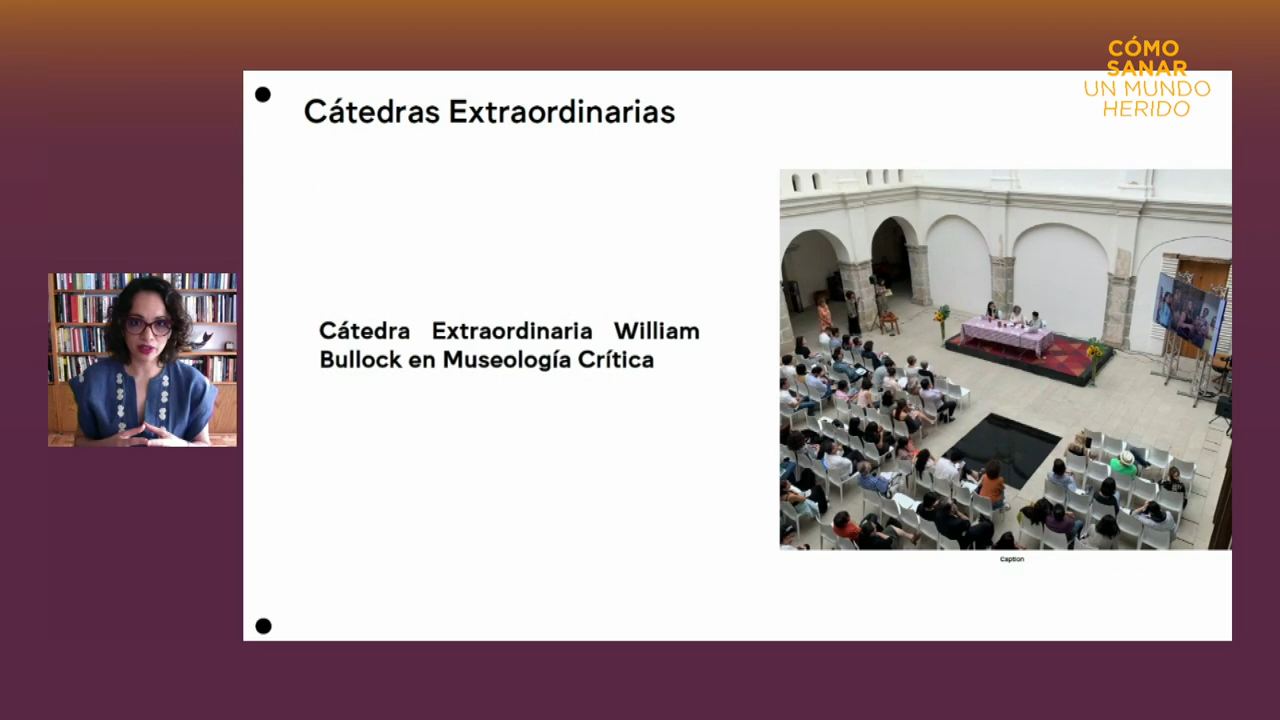 CÓMO
SANAR
UN MUNDO
HERIDO
Cátedras Extraordinarias
Cátedra Extraordinaria William
Bullock en Museología Crítica
Caption